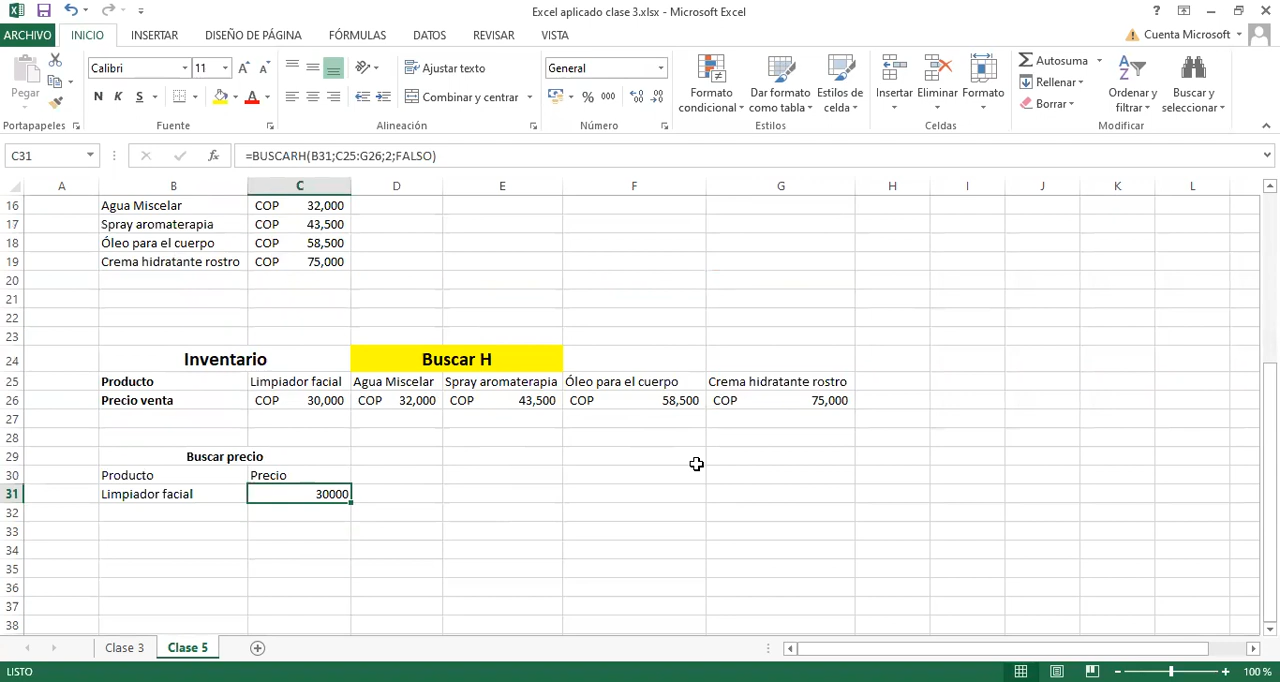 Excel aplicado clase 3.xlsx - Microsoft Excel
?
ARCHIVO INICIO INSERTAR DISEÑO DE PÁGINA FÓRMULAS DATOS REVISAR VISTA Cuenta Microsoft
Pegar
Calibri 11
N K S
Ajustar texto
Combinar y centrar
General
% 000
Formato condicional
Dar formato como tabla
Estilos de celda
Insertar Eliminar Formato
Autosuma
Rellenar
Borrar
Ordenar y filtrar
Buscar y seleccionar
Portapapeles Fuente Alineación Número Estilos Celdas Modificar
C31 fx =BUSCARH(B31;C25:G26;2;FALSO)
A B C D E F G H I J K L
16 Agua Miscelar COP 32,000
17 Spray aromaterapia COP 43,500
18 Óleo para el cuerpo COP 58,500
19 Crema hidratante rostro COP 75,000
20
21
22
23
24 Inventario Buscar H
25 Producto Limpiador facial Agua Miscelar Spray aromaterapia Óleo para el cuerpo Crema hidratante rostro
26 Precio venta COP 30,000 COP 32,000 COP 43,500 COP 58,500 COP 75,000
27
28
29 Buscar precio
30 Producto Precio
31 Limpiador facial 30000
32
33
34
35
36
37
38
Clase 3 Clase 5
LISTO 100 %